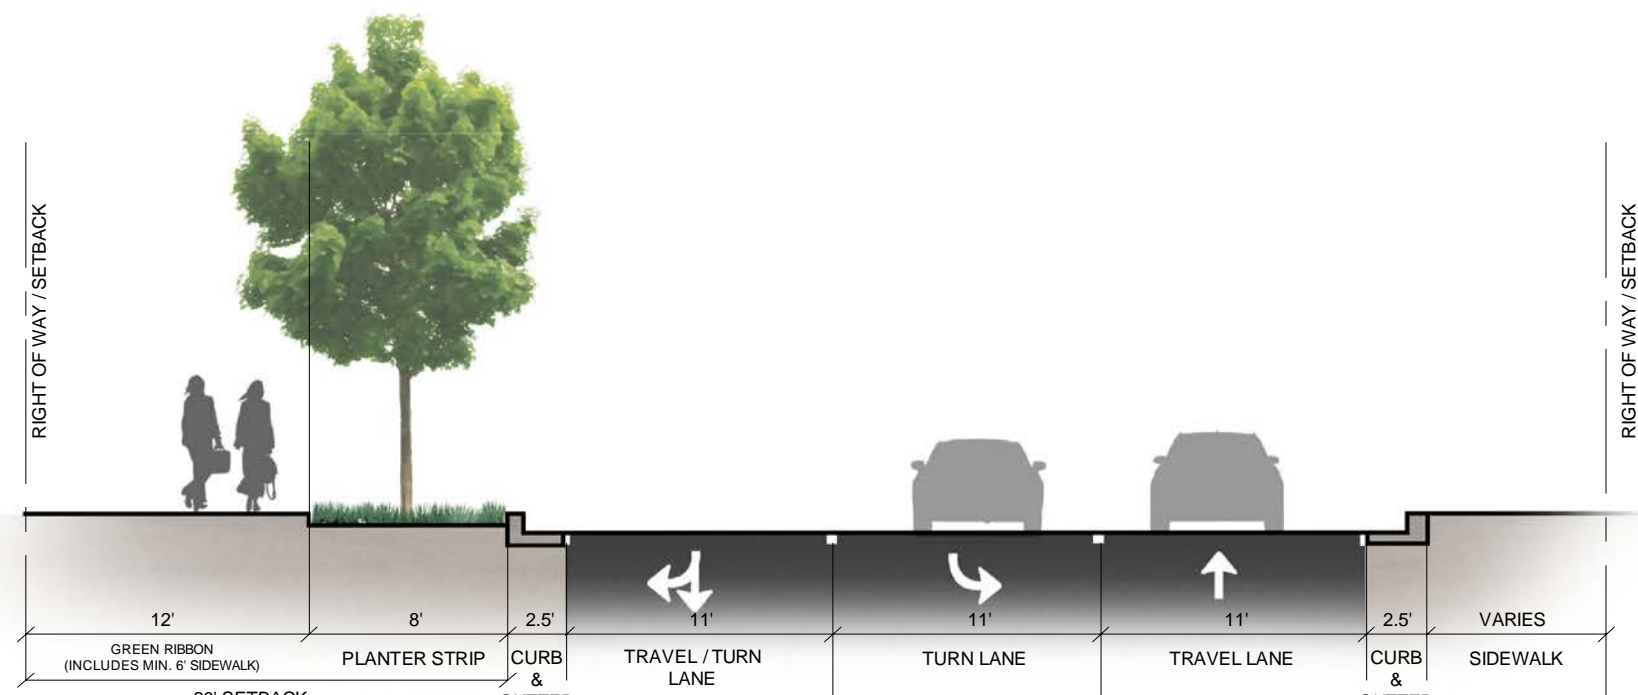 RIGHT OF WAY / SETBACK
RIGHT OF WAY / SETBACK
12'
8'
2.5'
11'
11'
11'
2.5'
VARIES
GREEN RIBBON
(INCLUDES MIN. 6' SIDEWALK)
PLANTER STRIP
CURB
&
TRAVEL / TURN
LANE
TURN LANE
TRAVEL LANE
CURB
&
SIDEWALK
SETBACK